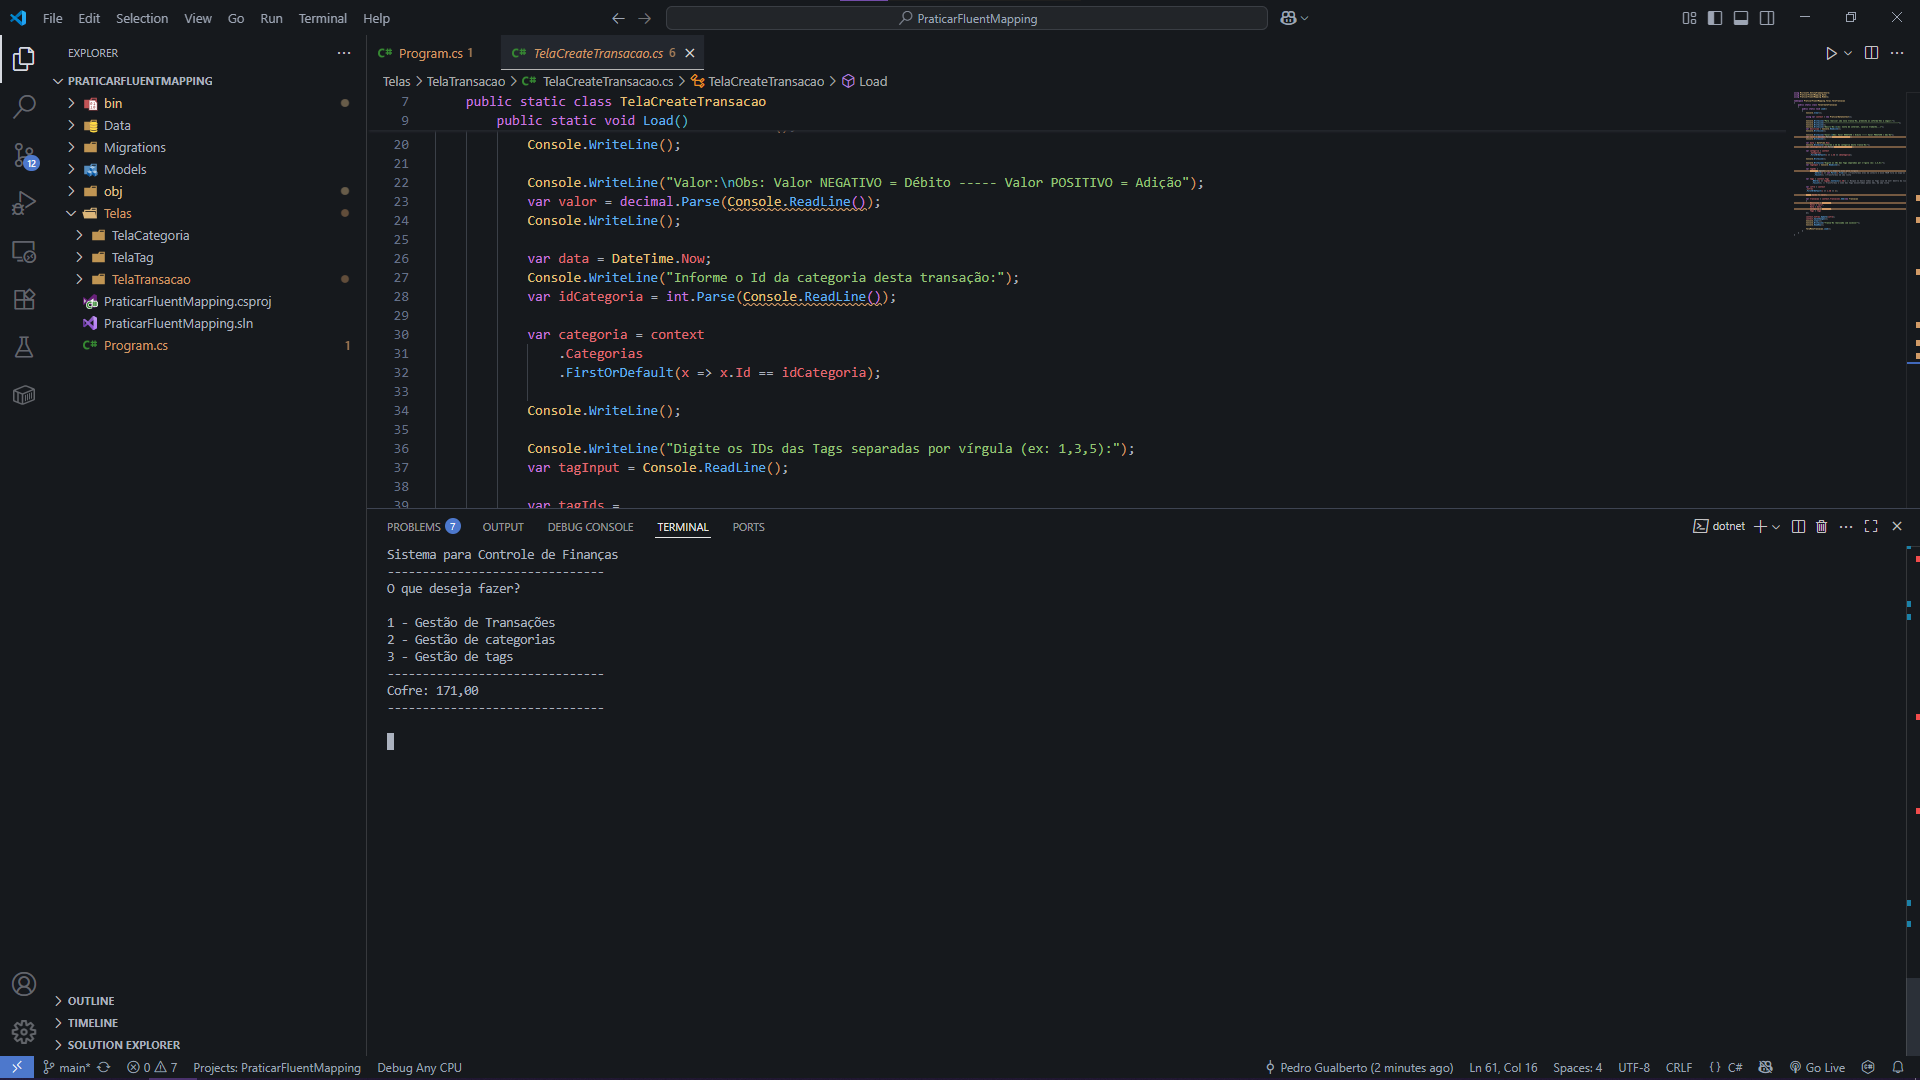 File Edit Selection View Go Run Terminal Help
PraticarFluentMapping
EXPLORER
PRATICARFLUENTMAPPING
bin
Data
Migrations
Models
obj
Telas
TelaCategoria
TelaTag
TelaTransacao
PraticarFluentMapping.csproj
PraticarFluentMapping.sln
Program.cs 1
OUTLINE
TIMELINE
SOLUTION EXPLORER
12
C# Program.cs 1
C# TelaCreateTransacao.cs 6
Telas > TelaTransacao > C# TelaCreateTransacao.cs > TelaCreateTransacao > Load
7 public static class TelaCreateTransacao
9 public static void Load()
20 Console.WriteLine();
21
22 Console.WriteLine("Valor:\nObs: Valor NEGATIVO = Débito ----- Valor POSITIVO = Adição");
23 var valor = decimal.Parse(Console.ReadLine());
24 Console.WriteLine();
25
26 var data = DateTime.Now;
27 Console.WriteLine("Informe o Id da categoria desta transação:");
28 var idCategoria = int.Parse(Console.ReadLine());
29
30 var categoria = context
31 .Categorias
32 .FirstOrDefault(x => x.Id == idCategoria);
33
34 Console.WriteLine();
35
36 Console.WriteLine("Digite os IDs das Tags separadas por vírgula (ex: 1,3,5):");
37 var tagInput = Console.ReadLine();
38
39 var tagIds =
PROBLEMS 7 OUTPUT DEBUG CONSOLE TERMINAL PORTS
dotnet
Sistema para Controle de Finanças
-------------------------------
O que deseja fazer?
1 - Gestão de Transações
2 - Gestão de categorias
3 - Gestão de tags
-------------------------------
Cofre: 171,00
-------------------------------
main* 0 7 Projects: PraticarFluentMapping Debug Any CPU
Pedro Gualberto (2 minutes ago) Ln 61, Col 16 Spaces: 4 UTF-8 CRLF {} C# Go Live